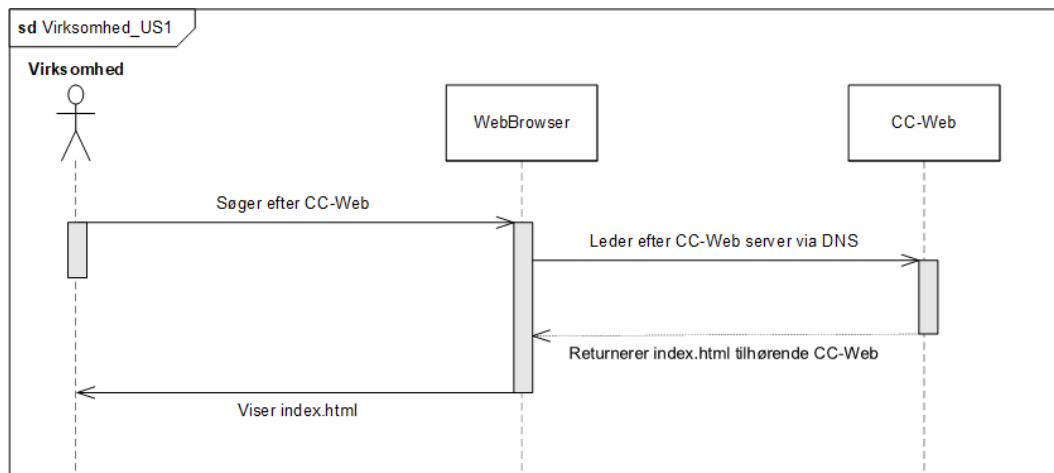 sd Virksomhed_US1
Virksomhed
WebBrowser
CC-Web
Søger efter CC-Web
Leder efter CC-Web server via DNS
Returnerer index.html tilhørende CC-Web
Viser index.html